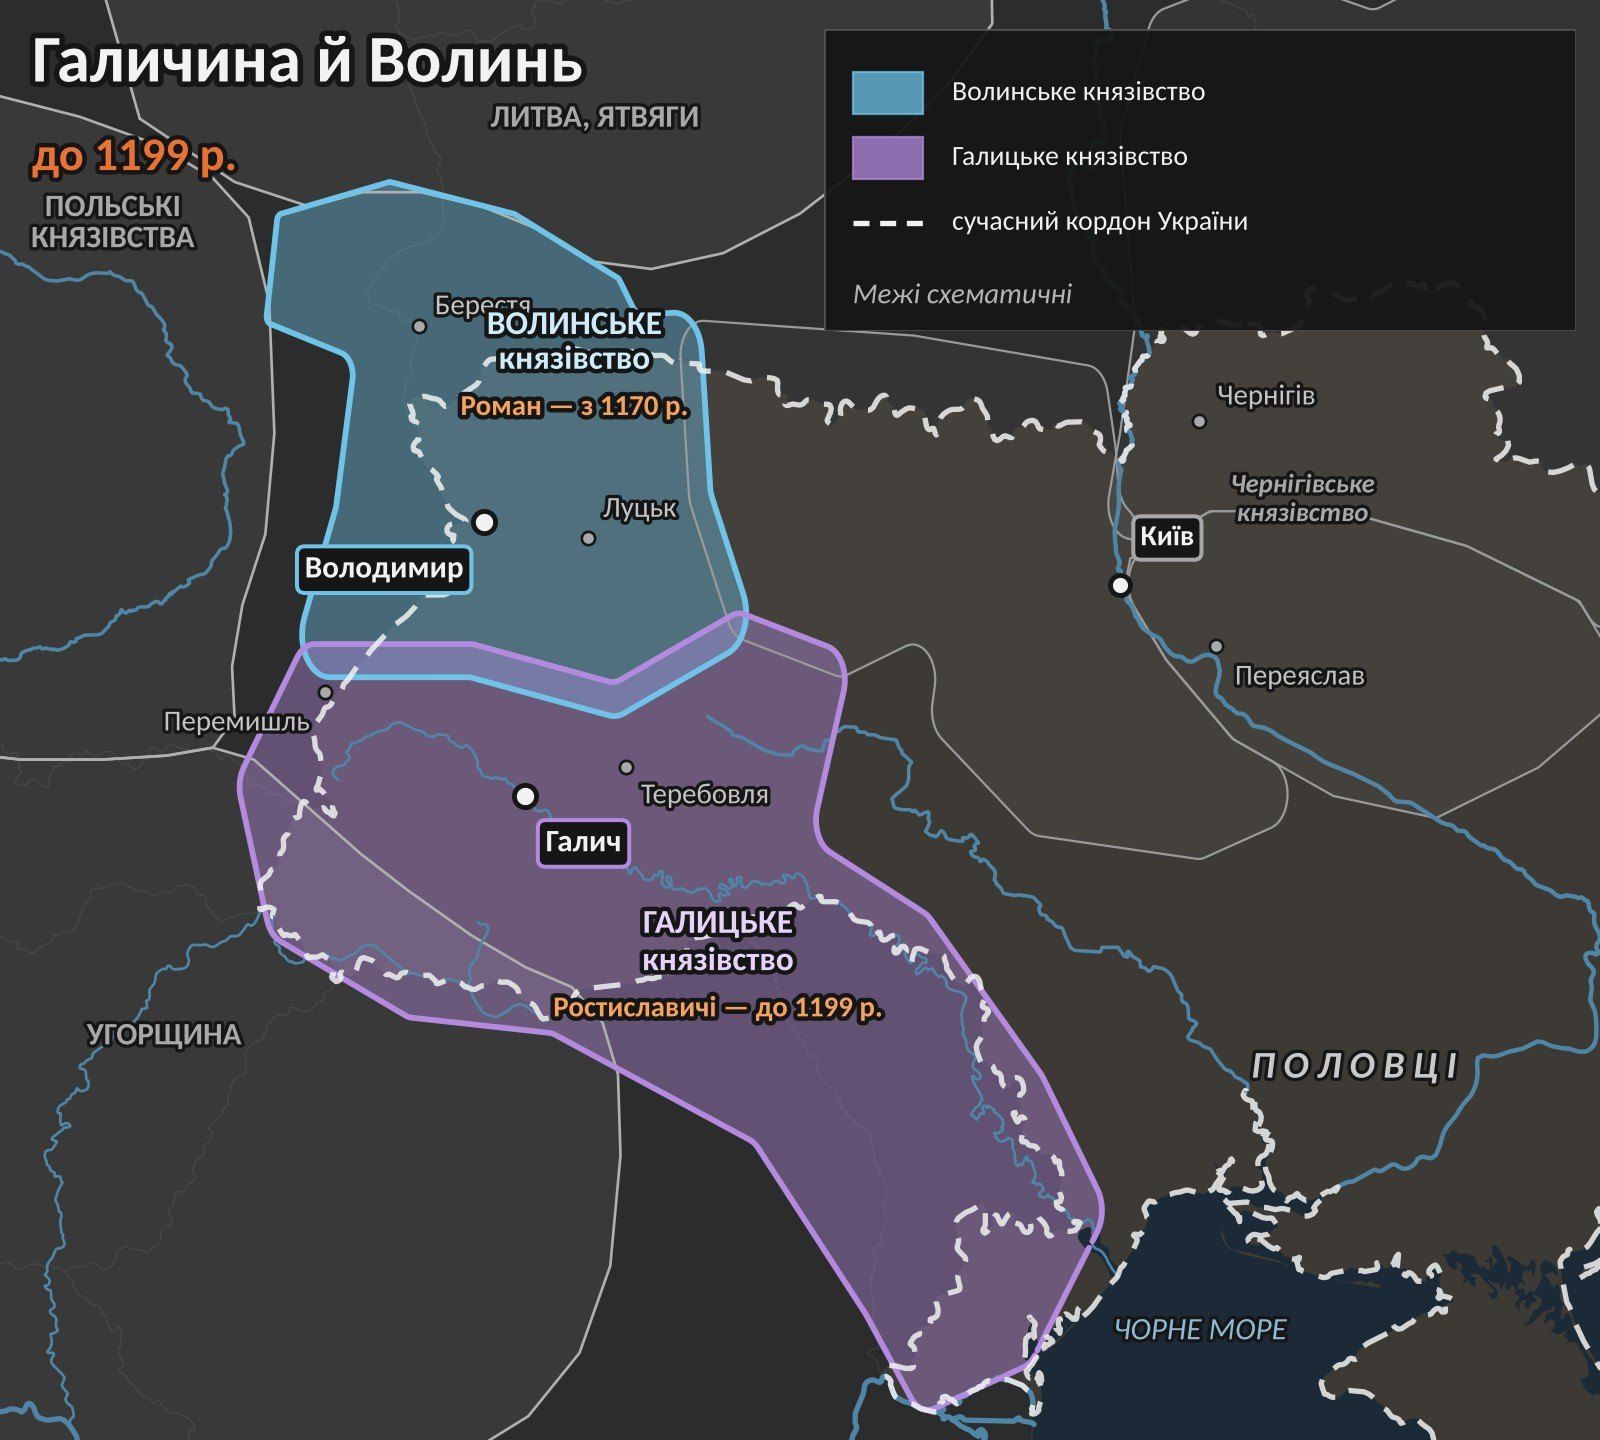 Галичина й Волинь
до 1199 р.
ЛИТВА, ЯТВЯГИ
ПОЛЬСЬКІ
КНЯЗІВСТВА
Волинське князівство
Галицьке князівство
сучасний кордон України
Межі схематичні
Берестя
ВОЛИНСЬКЕ
князівство
Роман — з 1170 р.
Луцьк
Володимир
Чернігів
Чернігівське
князівство
Київ
Переяслав
Перемишль
Теребовля
Галич
ГАЛИЦЬКЕ
князівство
Ростиславичі — до 1199 р.
УГОРЩИНА
ПОЛОВЦІ
ЧОРНЕ МОРЕ